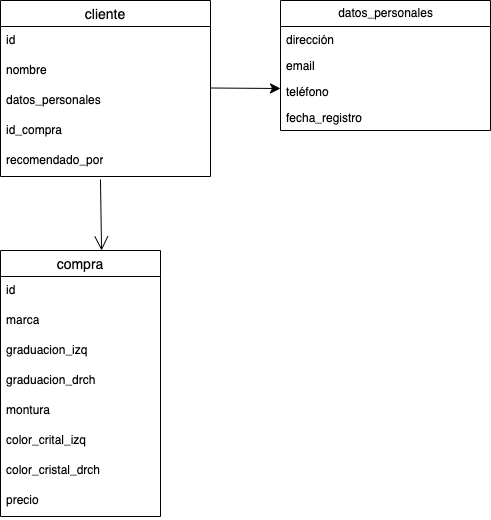 cliente
id
nombre
datos_personales
id_compra
recomendado_por
datos_personales
dirección
email
teléfono
fecha_registro
compra
id
marca
graduacion_izq
graduacion_drch
montura
color_crital_izq
color_cristal_drch
precio